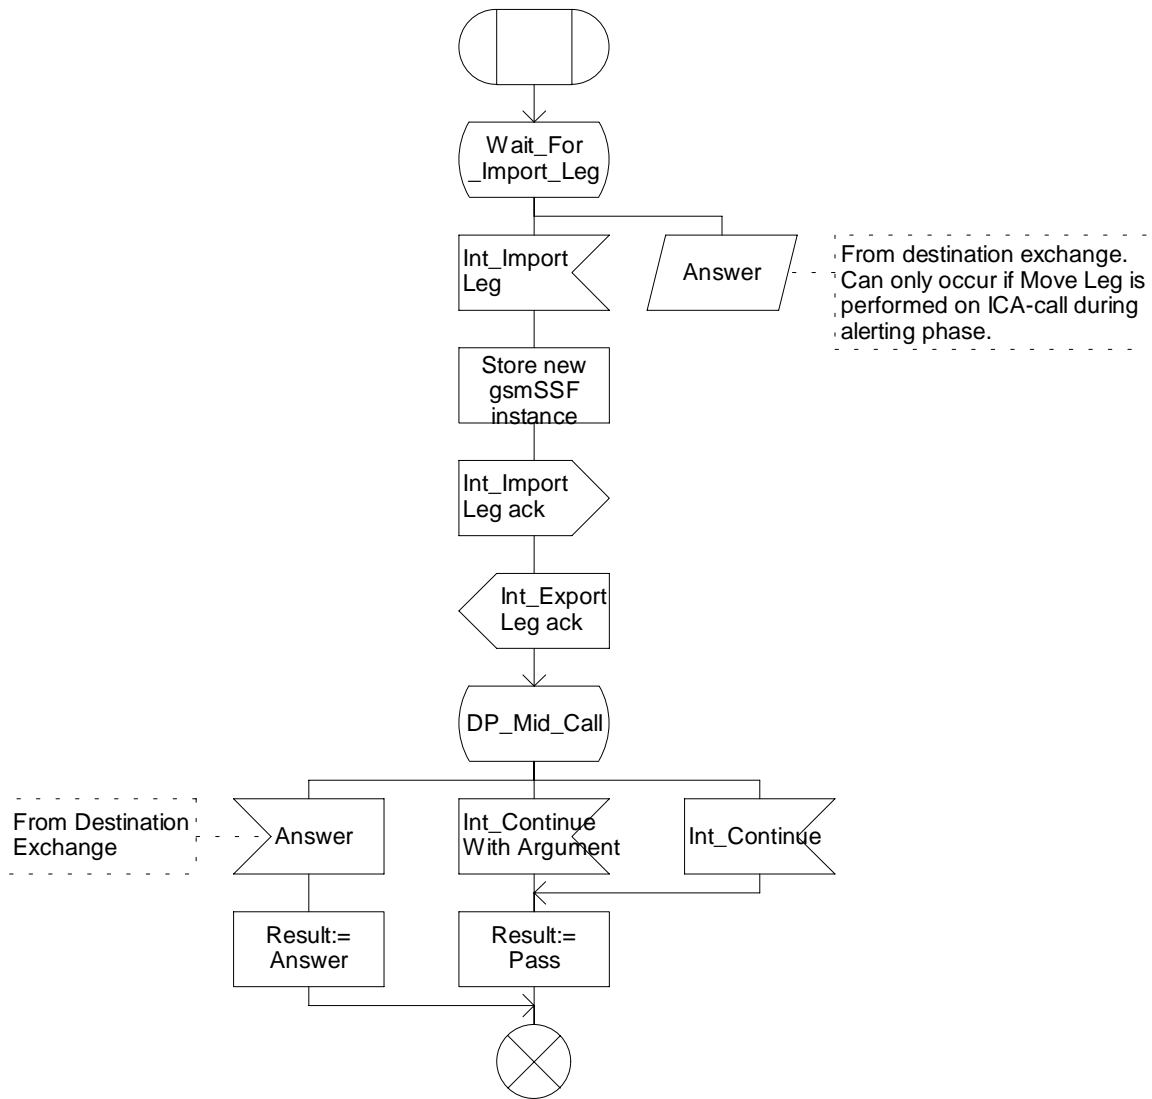 Wait_For
_Import_Leg
Int_Import
Leg
Answer
From destination exchange.
Can only occur if Move Leg is
performed on ICA-call during
alerting phase.
Store new
gsmSSF
instance
Int_Import
Leg ack
Int_Export
Leg ack
DP_Mid_Call
From Destination
Exchange
Answer
Int_Continue
With Argument
Int_Continue
Result:=
Answer
Result:=
Pass